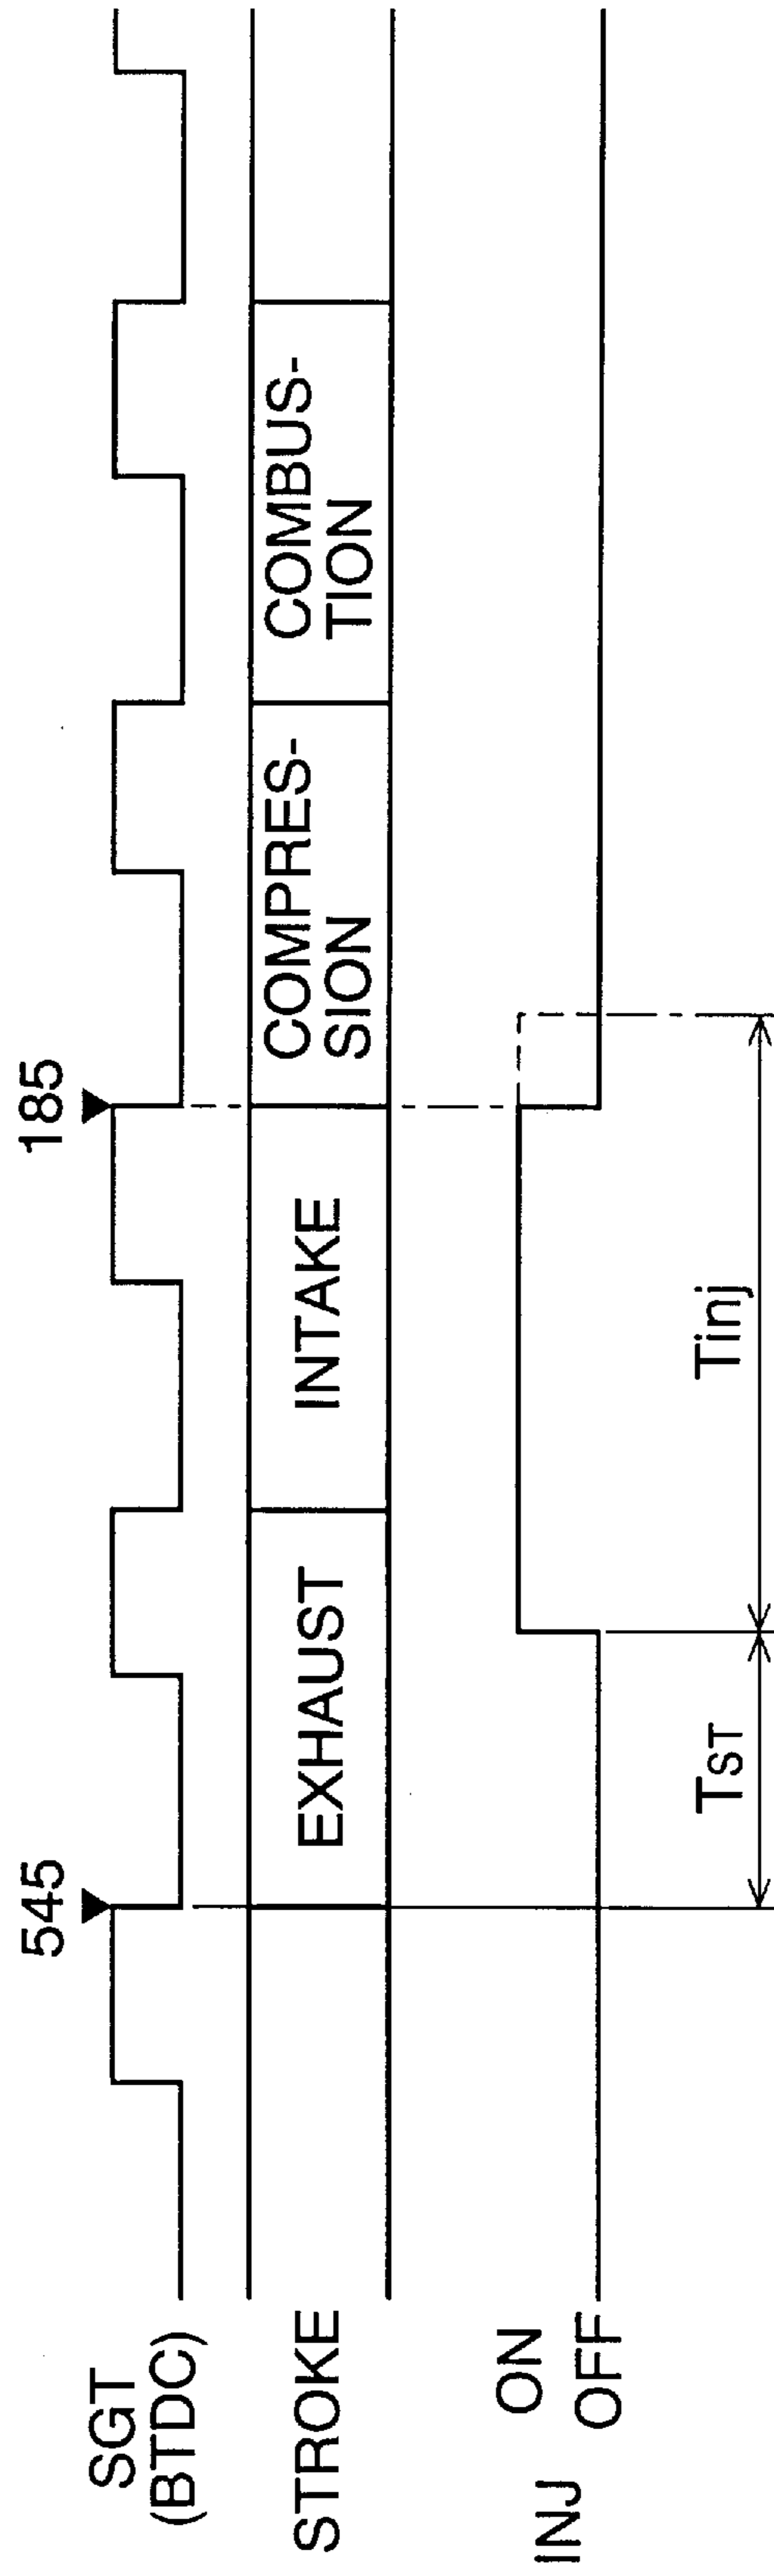 545
185
SGT
(BTDC)
STROKE
EXHAUST
INTAKE
COMPRES-
SION
COMBUS-
TION
INJ
ON
OFF
TST
Tinj